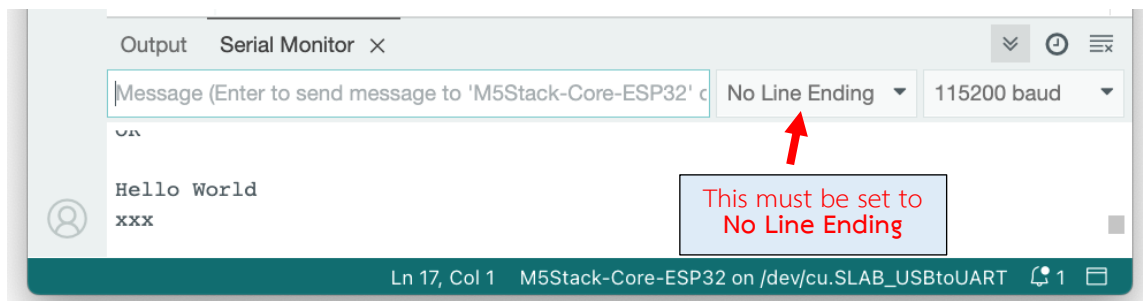 Output Serial Monitor ×
Message (Enter to send message to 'M5Stack-Core-ESP32' o No Line Ending 115200 baud
OK
Hello World
xxx
This must be set to
No Line Ending
Ln 17, Col 1 M5Stack-Core-ESP32 on /dev/cu.SLAB_USBtoUART 1